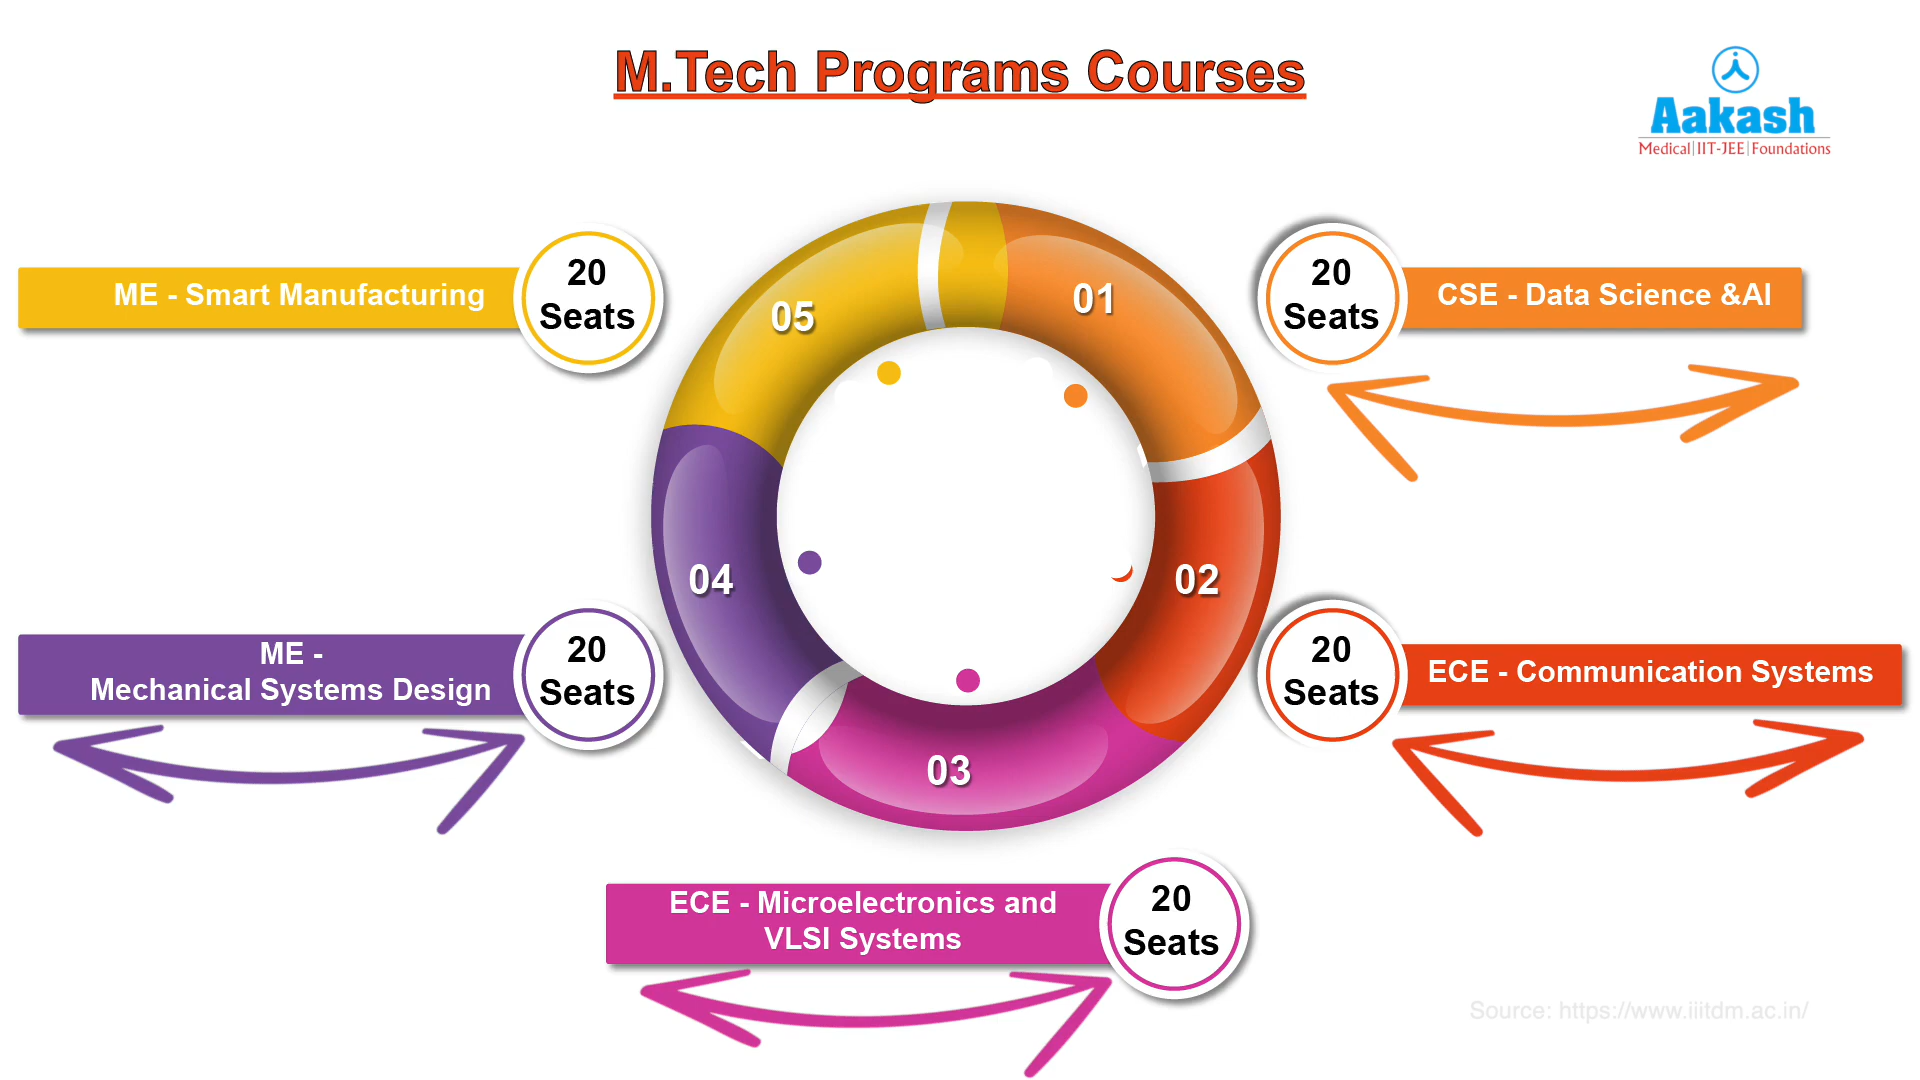 M.Tech Programs Courses
Aakash
Medical|IIT-JEE|Foundations
ME - Smart Manufacturing
20
Seats
05
01
20
Seats
CSE - Data Science &AI
ME -
Mechanical Systems Design
20
Seats
04
02
20
Seats
ECE - Communication Systems
03
ECE - Microelectronics and
VLSI Systems
20
Seats
Source: https://www.iiitdm.ac.in/